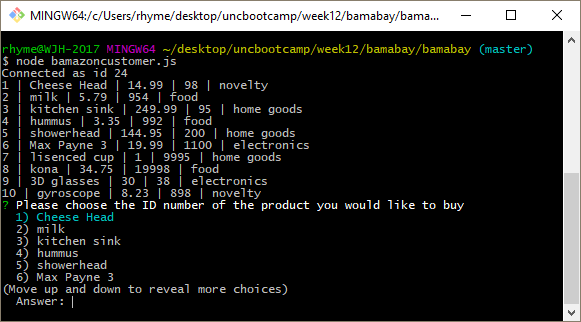 MINGW64:/c/Users/rhyme/desktop/uncbootcamp/week12/bamabay/bama...
rhyme@WJH-2017 MINGW64 ~/desktop/uncbootcamp/week12/bamabay/bamabay (master)
$ node bamazoncustomer.js
Connected as id 24
1 | Cheese Head | 14.99 | 98 | novelty
2 | milk | 5.79 | 954 | food
3 | kitchen sink | 249.99 | 95 | home goods
4 | hummus | 3.35 | 992 | food
5 | showerhead | 144.95 | 200 | home goods
6 | Max Payne 3 | 19.99 | 1100 | electronics
7 | lisenced cup | 1 | 9995 | home goods
8 | kona | 34.75 | 19998 | food
9 | 3D glasses | 30 | 38 | electronics
10 | gyroscope | 8.23 | 898 | novelty
? Please choose the ID number of the product you would like to buy
1) Cheese Head
2) milk
3) kitchen sink
4) hummus
5) showerhead
6) Max Payne 3
(Move up and down to reveal more choices)
Answer: